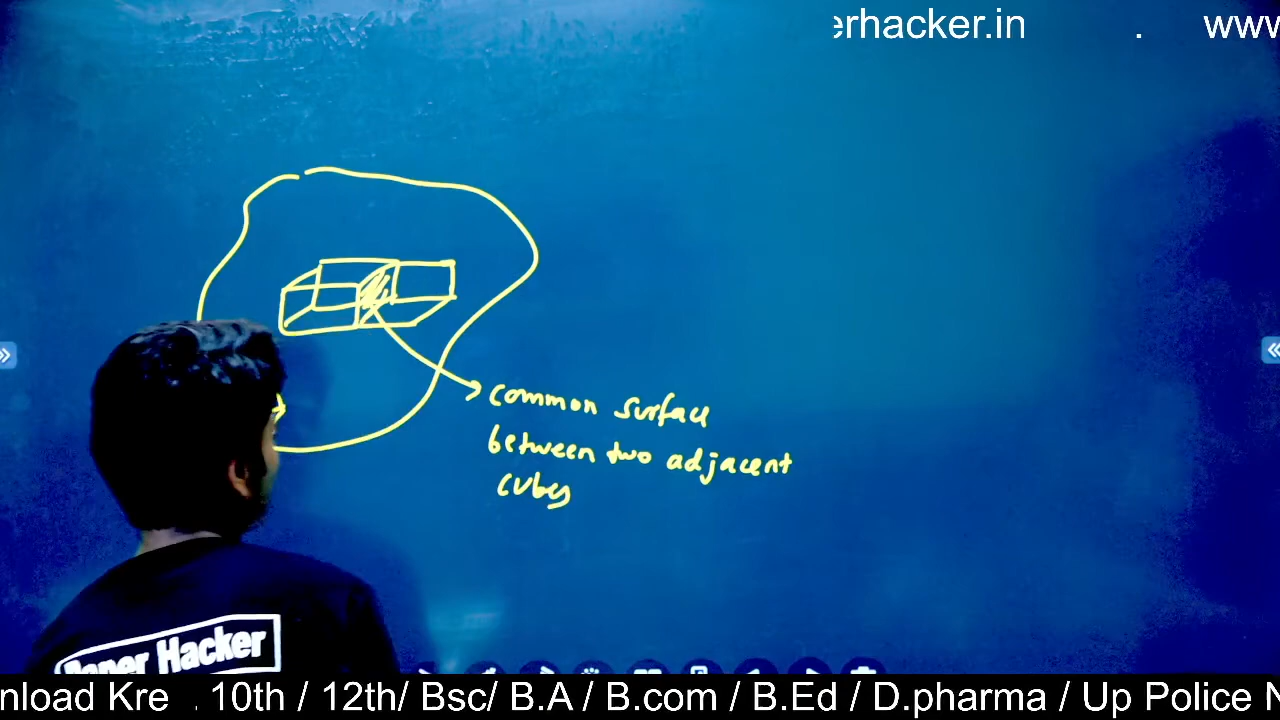 erhacker.in . www
common surface
between two adjacent
cubes
Paper Hacker
nload Kre . 10th / 12th/ Bsc/ B.A / B.com / B.Ed / D.pharma / Up Police N